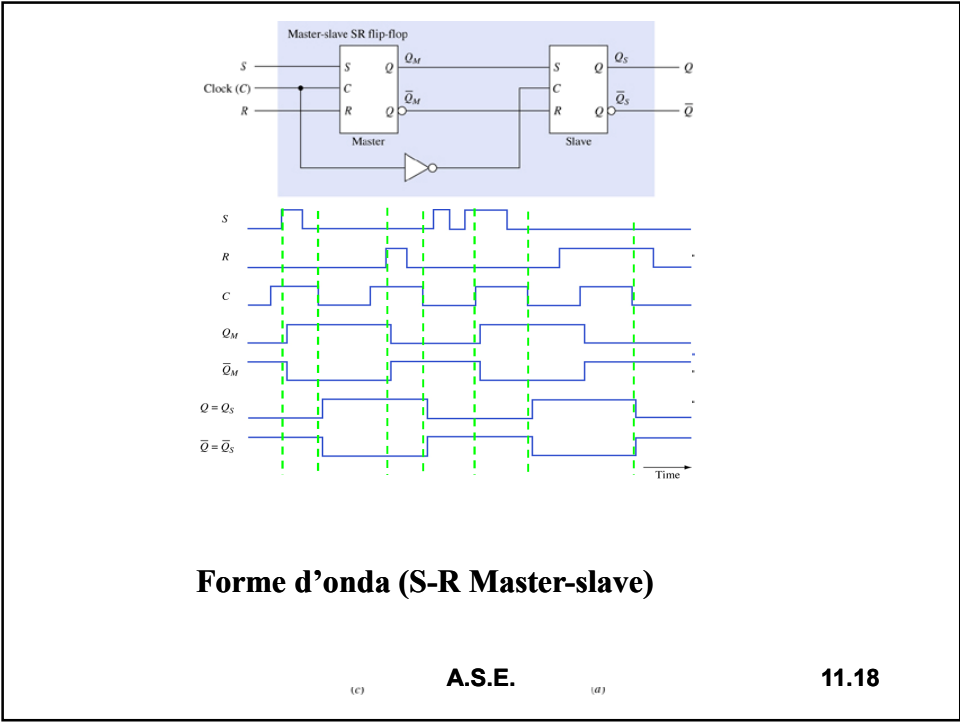 Master-slave SR flip-flop
Q_M Q_S
S S Q S Q Q
Clock (C) C C
Q̅_M Q̅_S
R R Q R Q Q̅
Master Slave
S
R
C
Q_M
Q̅_M
Q = Q_S
Q̅ = Q̅_S
Time
Forme d’onda (S-R Master-slave)
A.S.E. 11.18
(c) (a)